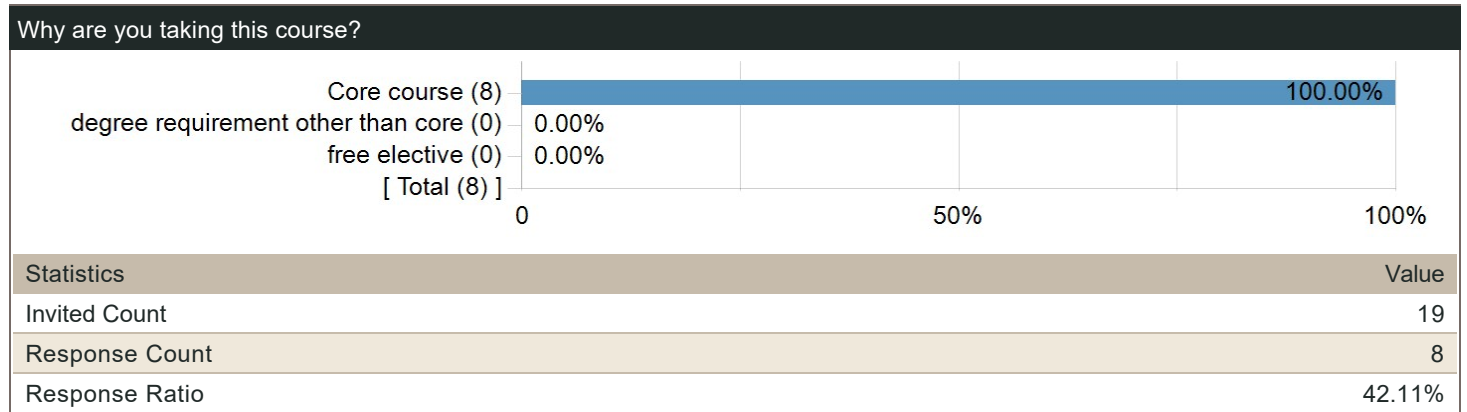 Why are you taking this course?
Core course (8) 100.00%
degree requirement other than core (0) 0.00%
free elective (0) 0.00%
[ Total (8) ]
0 50% 100%
Statistics Value
Invited Count 19
Response Count 8
Response Ratio 42.11%